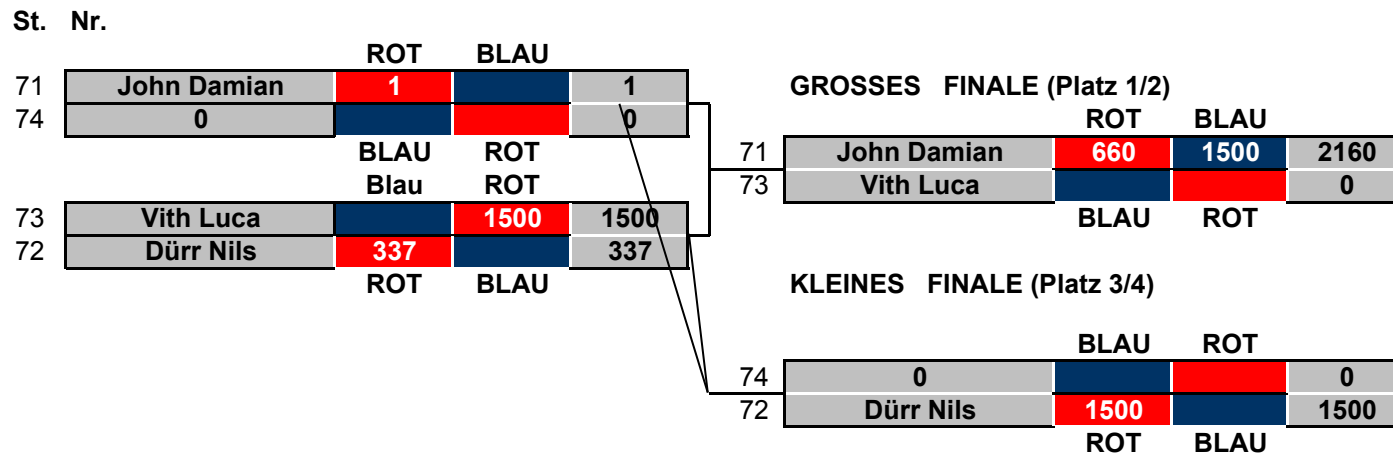 St. Nr.
ROT BLAU
71 John Damian 1 1
74 0 0
BLAU ROT
Blau ROT
73 Vith Luca 1500 1500
72 Dürr Nils 337 337
ROT BLAU
GROSSES FINALE (Platz 1/2)
ROT BLAU
71 John Damian 660 1500 2160
73 Vith Luca 0
BLAU ROT
KLEINES FINALE (Platz 3/4)
BLAU ROT
74 0 0
72 Dürr Nils 1500 1500
ROT BLAU